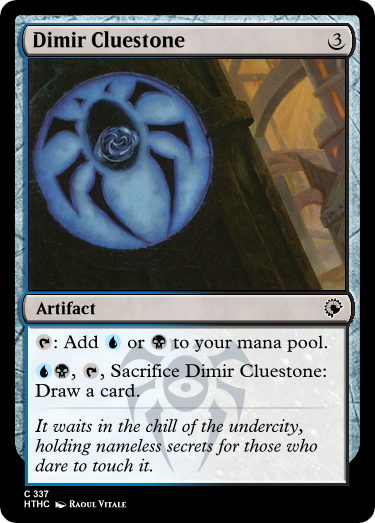 Dimir Cluestone 3
Artifact
: Add or to your mana pool.
, , Sacrifice Dimir Cluestone:
Draw a card.
It waits in the chill of the undercity,
holding nameless secrets for those who
dare to touch it.
C 337
HTHC Raoul Vitale